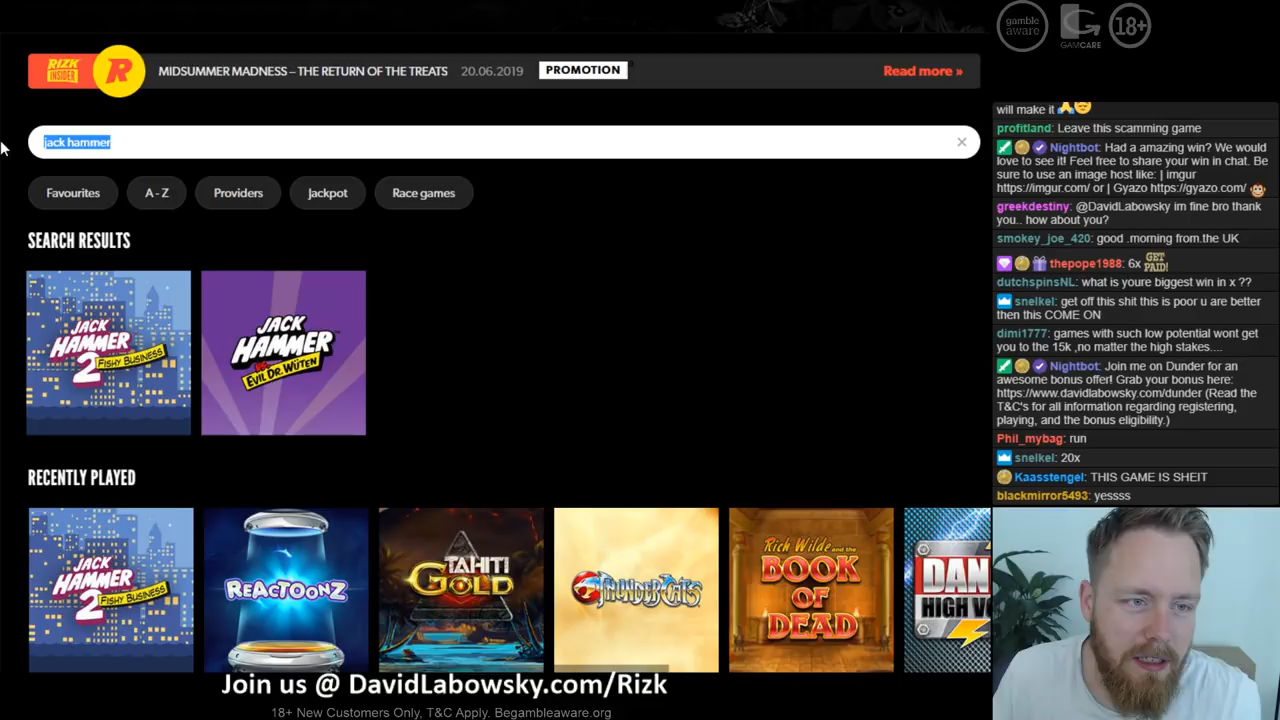 gamble
aware
GAMCARE
18+
RIZK
INSIDER
R
MIDSUMMER MADNESS – THE RETURN OF THE TREATS 20.06.2019 PROMOTION Read more »
jack hammer
Favourites A - Z Providers Jackpot Race games
SEARCH RESULTS
JACK
HAMMER
2 FISHY BUSINESS
JACK
HAMMER
VS
EVIL DR. WÜTEN
RECENTLY PLAYED
JACK
HAMMER
2 FISHY BUSINESS
REACTOONZ
TAHITI
GOLD
THUNDERCATS
Rich Wilde and the
BOOK
OF
DEAD
DAN
HIGH VO
Join us @ DavidLabowsky.com/Rizk
18+ New Customers Only, T&C Apply. Begambleaware.org
will make it
profitland: Leave this scamming game
Nightbot: Had a amazing win? We would
love to see it! Feel free to share your win in chat. Be
sure to use an image host like: | imgur
https://imgur.com/ or | Gyazo https://gyazo.com/
greekdestiny: @DavidLabowsky im fine bro thank
you.. how about you?
smokey_joe_420: good .morning from.the UK
thepope1988: 6x GET
PAID!
dutchspinsNL: what is youre biggest win in x ??
snelkel: get off this shit this is poor u are better
then this COME ON
dimi1777: games with such low potential wont get
you to the 15k ,no matter the high stakes....
Nightbot: Join me on Dunder for an
awesome bonus offer! Grab your bonus here:
https://www.davidlabowsky.com/dunder (Read the
T&C's for all information regarding registering,
playing, and the bonus eligibility.)
Phil_mybag: run
snelkel: 20x
Kaasstengel: THIS GAME IS SHEIT
blackmirror5493: yessss